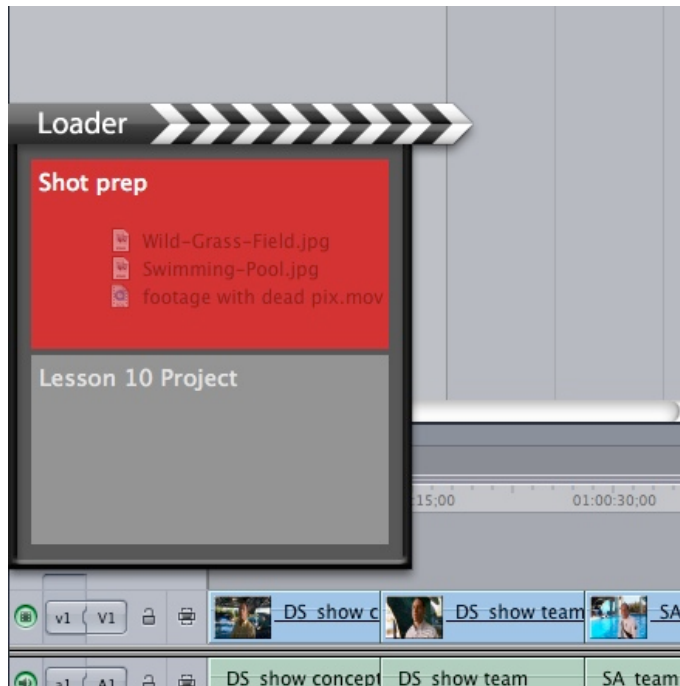 Loader
Shot prep
Wild-Grass-Field.jpg
Swimming-Pool.jpg
footage with dead pix.mov
Lesson 10 Project
:15;00 01:00:30;00
v1 V1 DS show c DS show team SA
a1 A1 DS show concept DS show team SA team